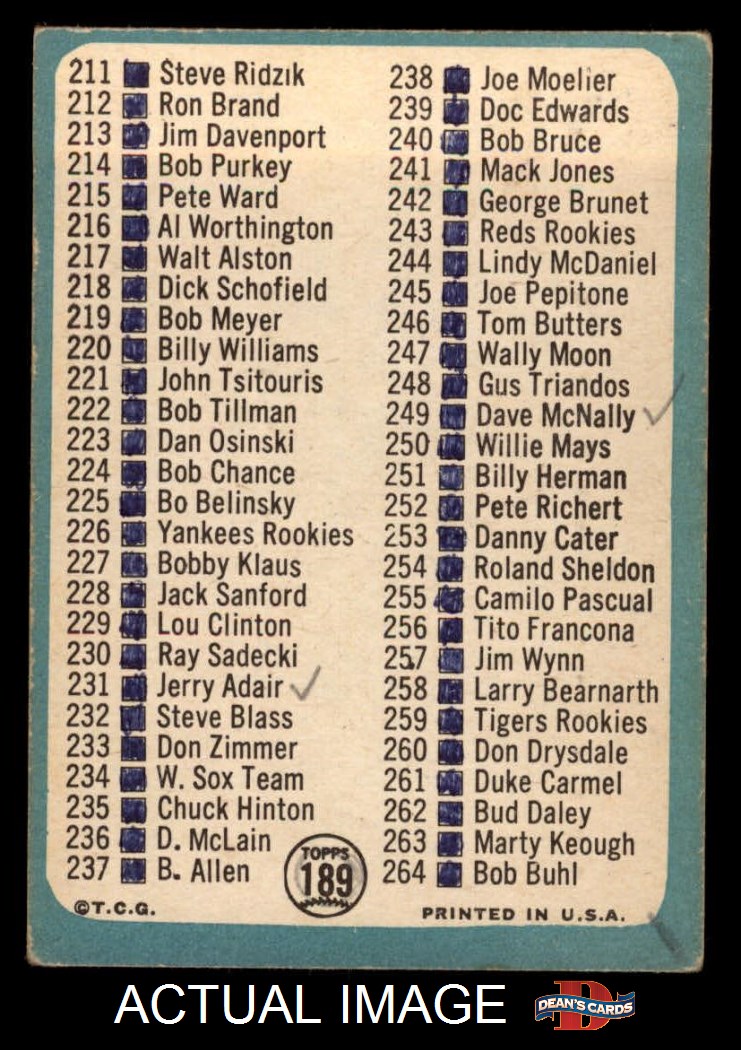 211 Steve Ridzik
212 Ron Brand
213 Jim Davenport
214 Bob Purkey
215 Pete Ward
216 Al Worthington
217 Walt Alston
218 Dick Schofield
219 Bob Meyer
220 Billy Williams
221 John Tsitouris
222 Bob Tillman
223 Dan Osinski
224 Bob Chance
225 Bo Belinsky
226 Yankees Rookies
227 Bobby Klaus
228 Jack Sanford
229 Lou Clinton
230 Ray Sadecki
231 Jerry Adair ✓
232 Steve Blass
233 Don Zimmer
234 W. Sox Team
235 Chuck Hinton
236 D. McLain
237 B. Allen
238 Joe Moelier
239 Doc Edwards
240 Bob Bruce
241 Mack Jones
242 George Brunet
243 Reds Rookies
244 Lindy McDaniel
245 Joe Pepitone
246 Tom Butters
247 Wally Moon
248 Gus Triandos
249 Dave McNally ✓
250 Willie Mays
251 Billy Herman
252 Pete Richert
253 Danny Cater
254 Roland Sheldon
255 Camilo Pascual
256 Tito Francona
257 Jim Wynn
258 Larry Bearnarth
259 Tigers Rookies
260 Don Drysdale
261 Duke Carmel
262 Bud Daley
263 Marty Keough
264 Bob Buhl
TOPPS
189
©T.C.G.
PRINTED IN U.S.A.
ACTUAL IMAGE
D
DEAN'S CARDS